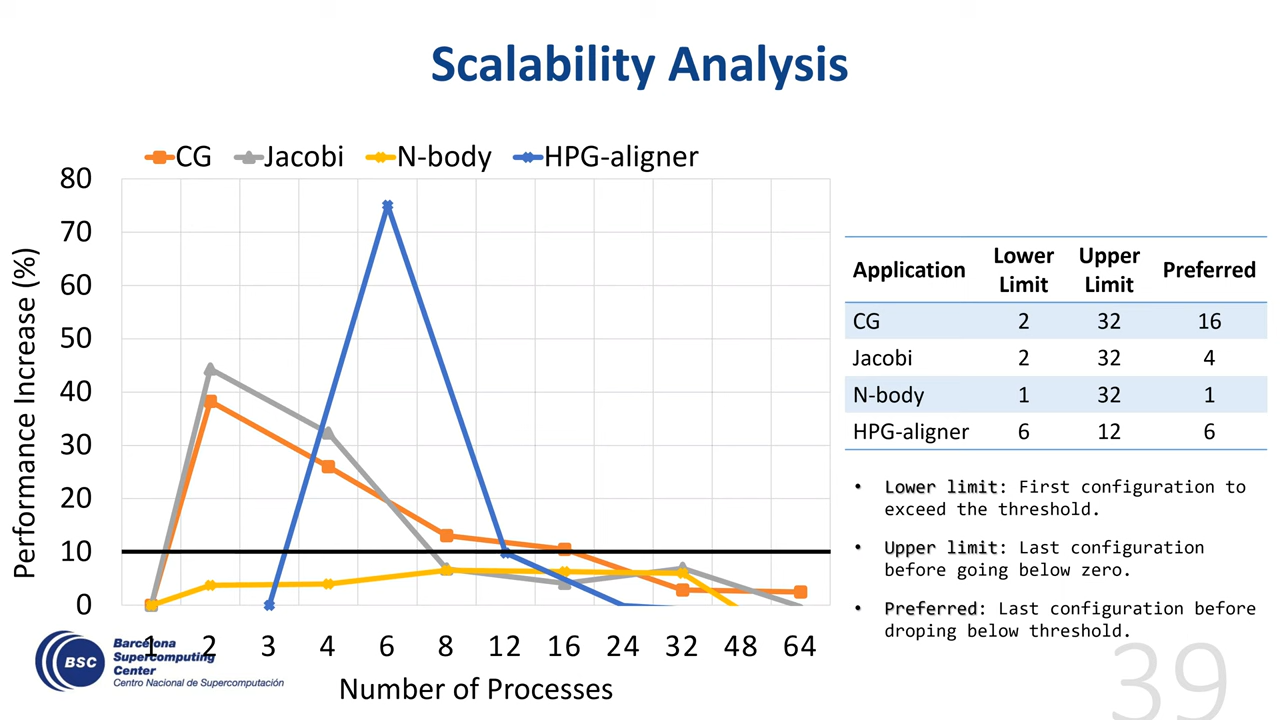 Scalability Analysis
CG Jacobi N-body HPG-aligner
80
70
60
50
40
30
20
10
0
Performance Increase (%)
1 2 3 4 6 8 12 16 24 32 48 64
Number of Processes
Application Lower Limit Upper Limit Preferred
CG 2 32 16
Jacobi 2 32 4
N-body 1 32 1
HPG-aligner 6 12 6
• Lower limit: First configuration to
exceed the threshold.
• Upper limit: Last configuration
before going below zero.
• Preferred: Last configuration before
droping below threshold.
BSC
Barcelona
Supercomputing
Center
Centro Nacional de Supercomputación
39